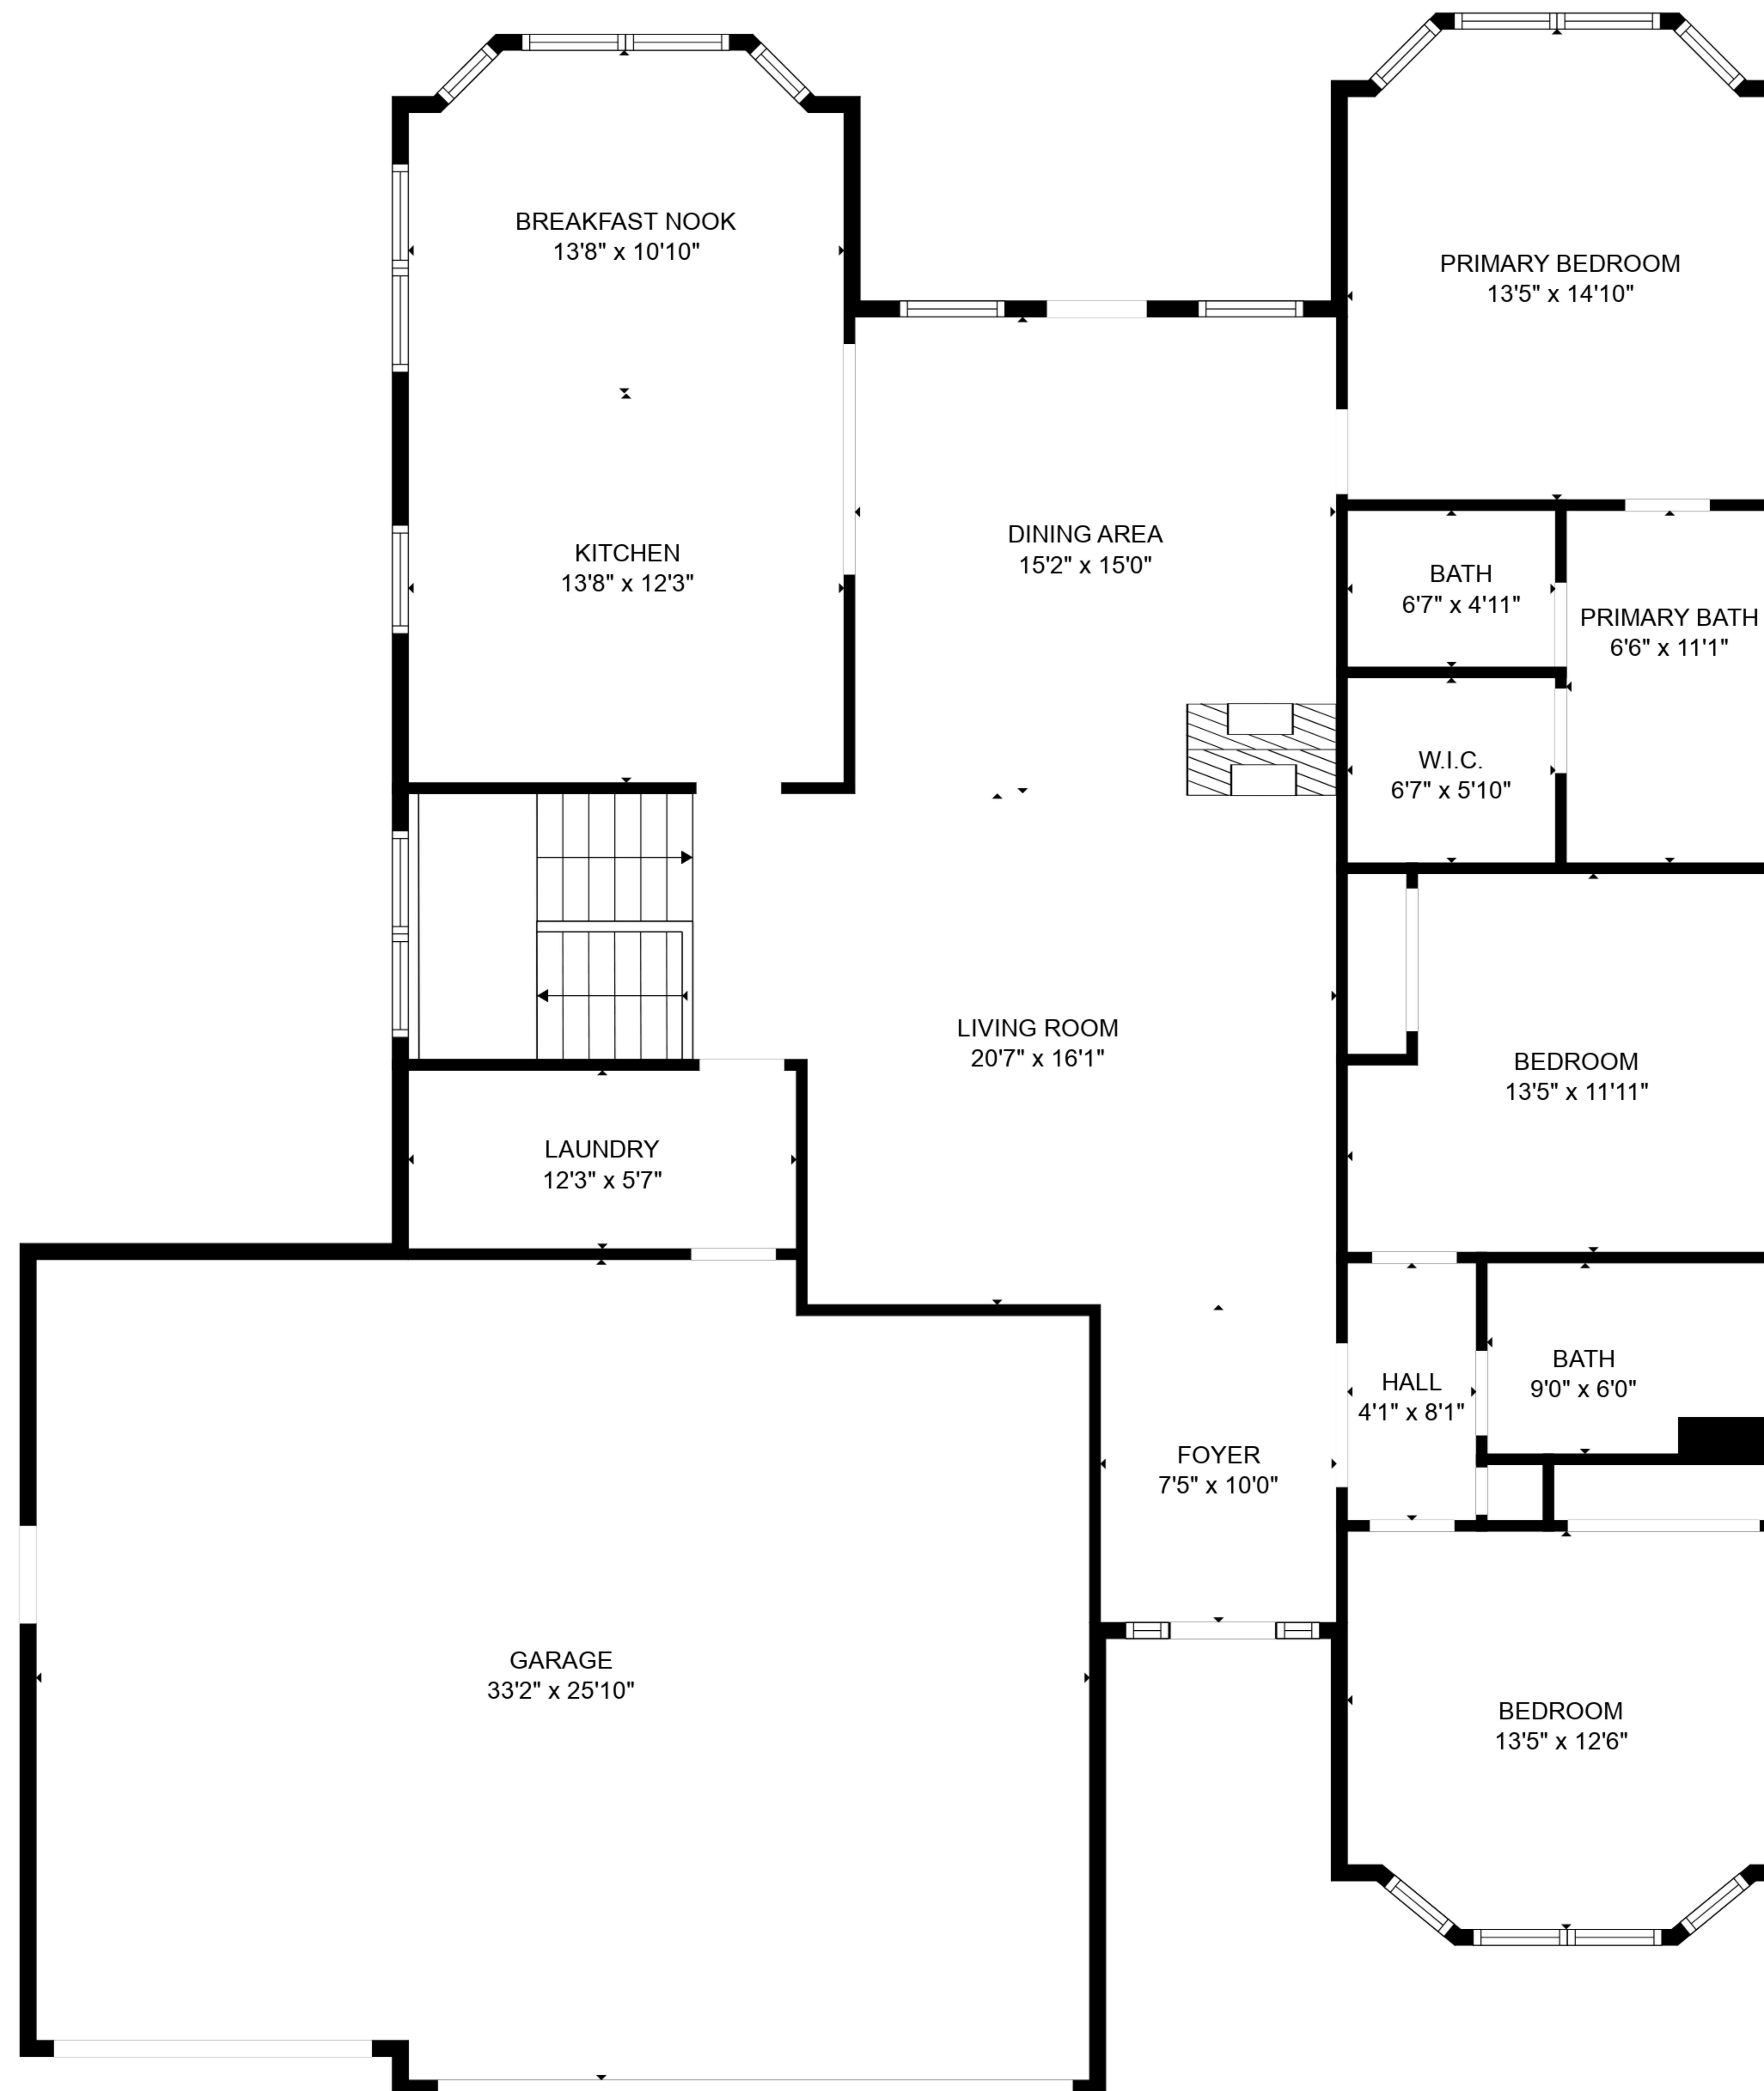 BREAKFAST NOOK
13'8" x 10'10"
PRIMARY BEDROOM
13'5" x 14'10"
KITCHEN
13'8" x 12'3"
DINING AREA
15'2" x 15'0"
BATH
6'7" x 4'11"
PRIMARY BATH
6'6" x 11'1"
W.I.C.
6'7" x 5'10"
LIVING ROOM
20'7" x 16'1"
BEDROOM
13'5" x 11'11"
LAUNDRY
12'3" x 5'7"
BATH
9'0" x 6'0"
HALL
4'1" x 8'1"
FOYER
7'5" x 10'0"
GARAGE
33'2" x 25'10"
BEDROOM
13'5" x 12'6"